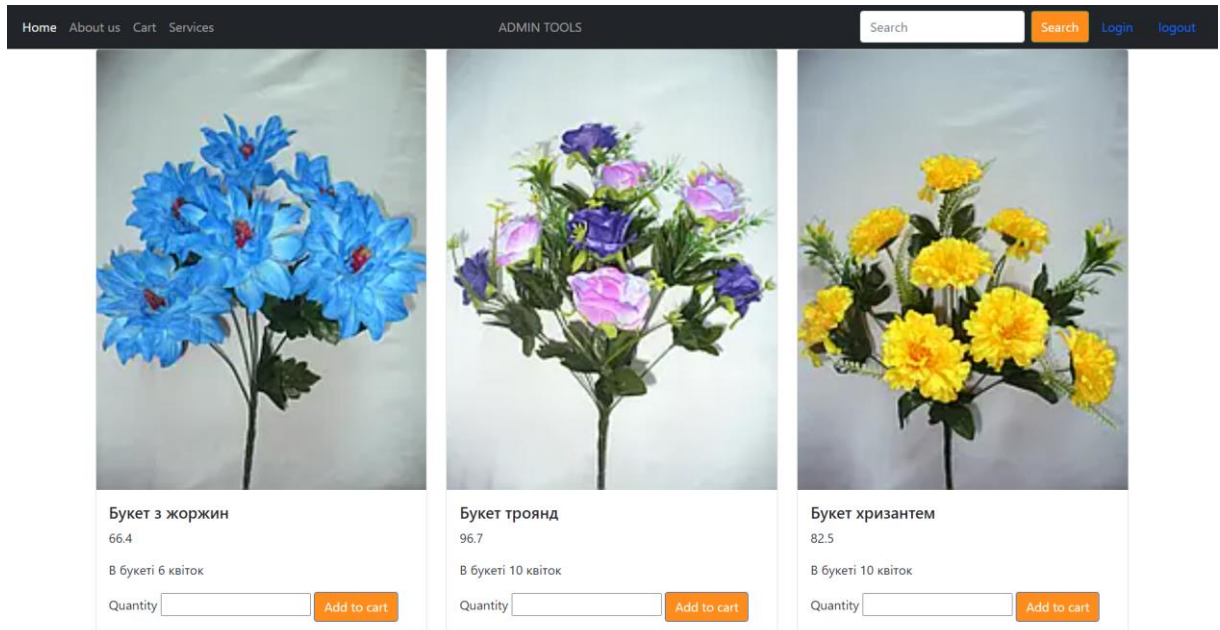 Home About us Cart Services ADMIN TOOLS Search Search Login logout
Букет з жоржин
66.4
В букеті 6 квіток
Quantity Add to cart
Букет троянд
96.7
В букеті 10 квіток
Quantity Add to cart
Букет хризантем
82.5
В букеті 10 квіток
Quantity Add to cart